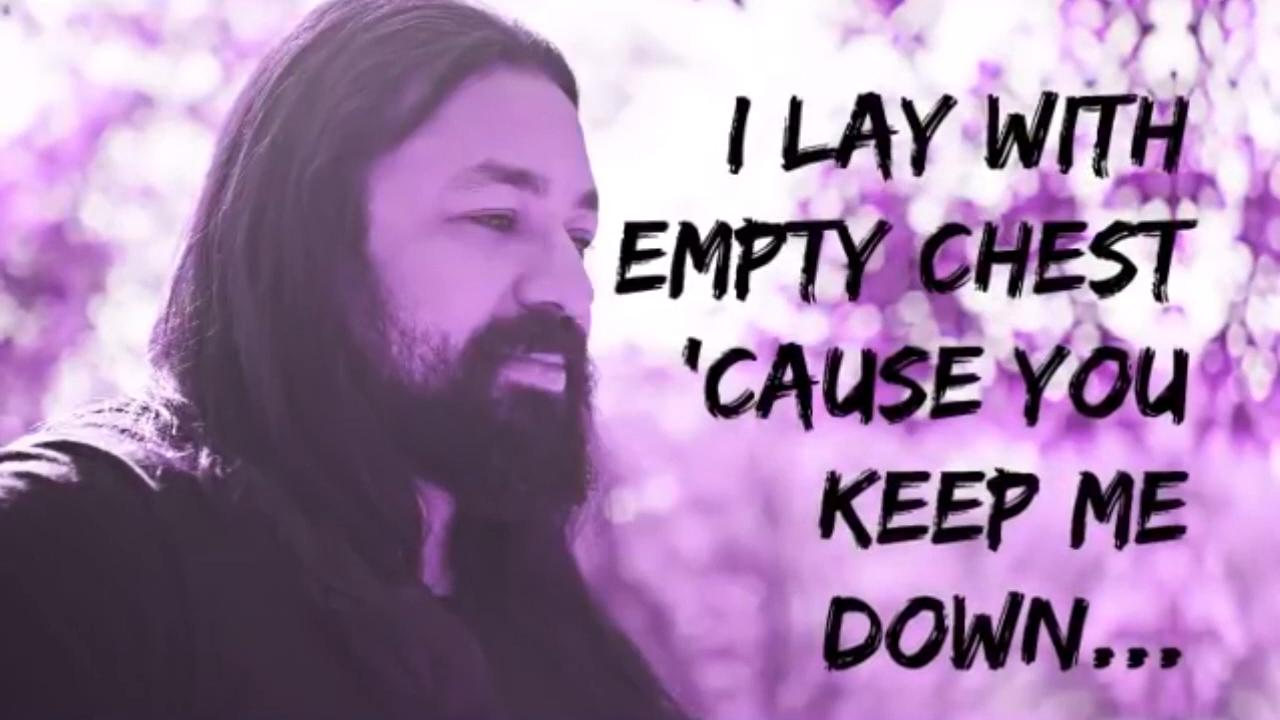 I LAY WITH
EMPTY CHEST
'CAUSE YOU
KEEP ME
DOWN...